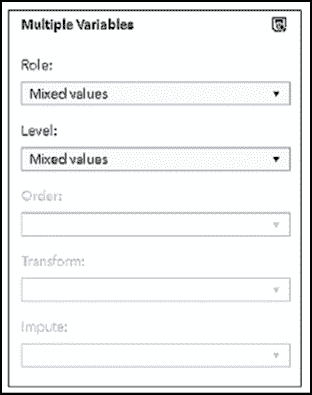 Multiple Variables
Role:
Mixed values
Level:
Mixed values
Order:
Transform:
Impute: